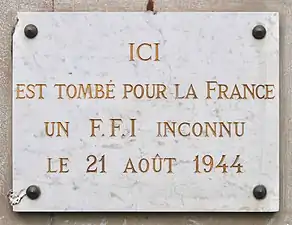 ICI
EST TOMBÉ POUR LA FRANCE
UN F.F.I INCONNU
LE 21 AOÛT 1944